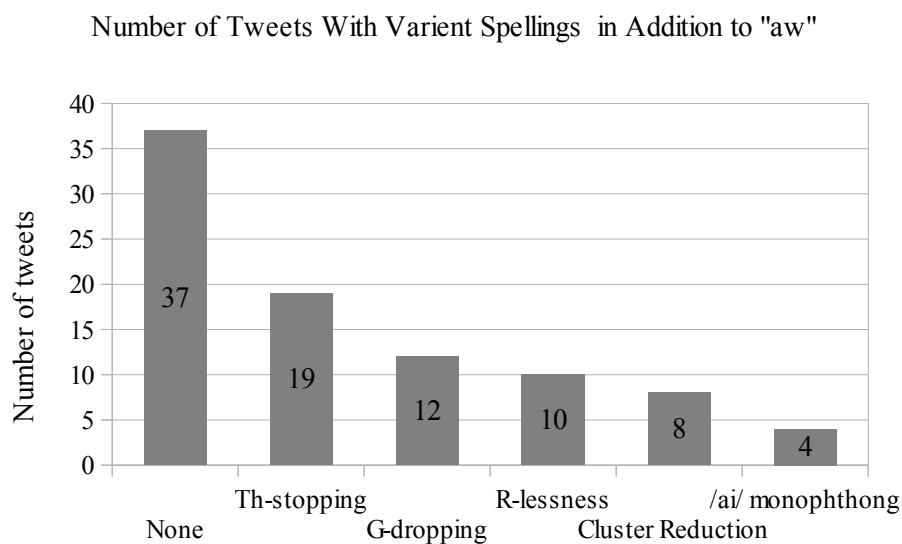 Number of Tweets With Varient Spellings in Addition to "aw"
40
35
30
25
20
15
10
5
0
Number of tweets
37
19
12
10
8
4
None
Th-stopping
G-dropping
R-lessness
Cluster Reduction
/ai/ monophthong